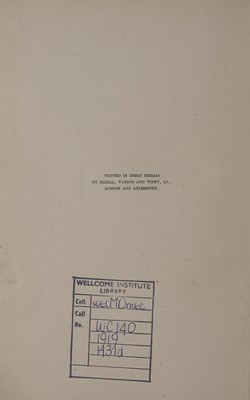 PRINTED IN GREAT BRITAIN
BY HAZELL, WATSON AND VINEY, LD.,
LONDON AND AYLESBURY.
WELLCOME INSTITUTE
LIBRARY
Coll. welMOmec
Call
No. WC140
1919
H31d